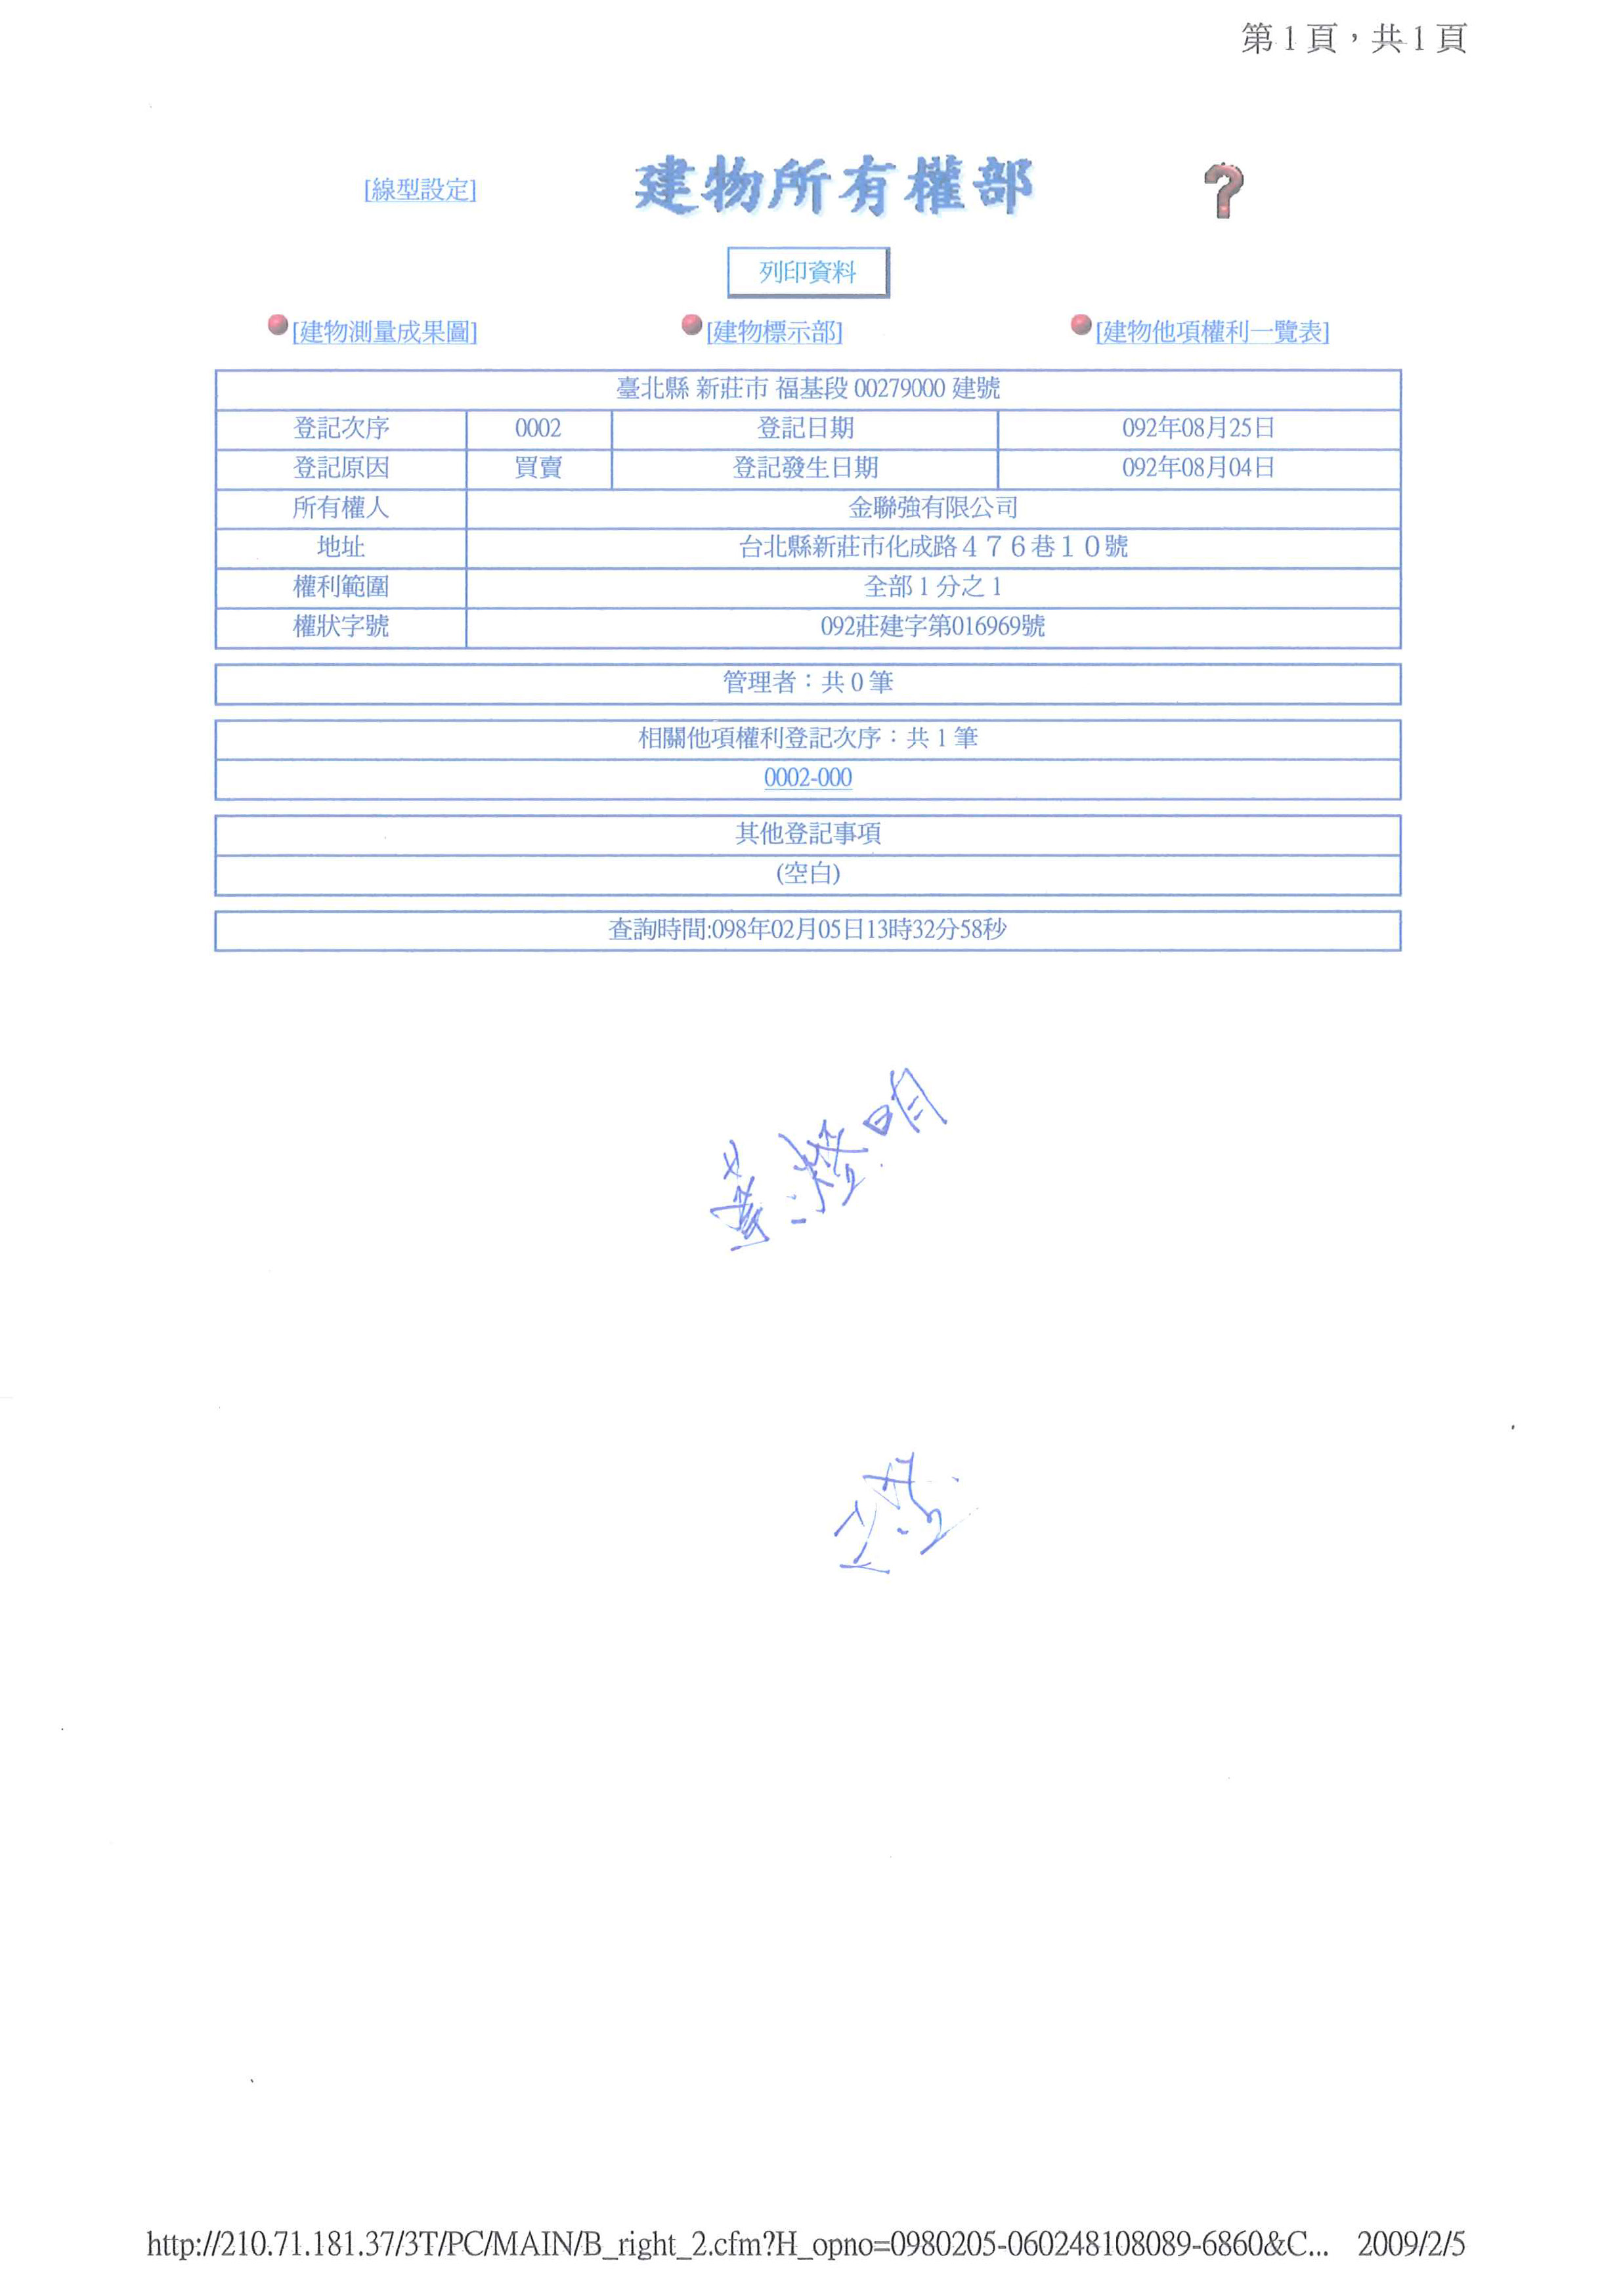 第1頁，共1頁
[線型設定] 建物所有權部 ?
列印資料
[建物測量成果圖] [建物標示部] [建物他項權利一覽表]
臺北縣 新莊市 福基段 00279000 建號
登記次序 0002 登記日期 092年08月25日
登記原因 買賣 登記發生日期 092年08月04日
所有權人 金聯強有限公司
地址 台北縣新莊市化成路４７６巷１０號
權利範圍 全部 1 分之 1
權狀字號 092莊建字第016969號
管理者：共 0 筆
相關他項權利登記次序：共 1 筆
0002-000
其他登記事項
(空白)
查詢時間:098年02月05日13時32分58秒
http://210.71.181.37/3T/PC/MAIN/B_right_2.cfm?H_opno=0980205-060248108089-6860&C... 2009/2/5